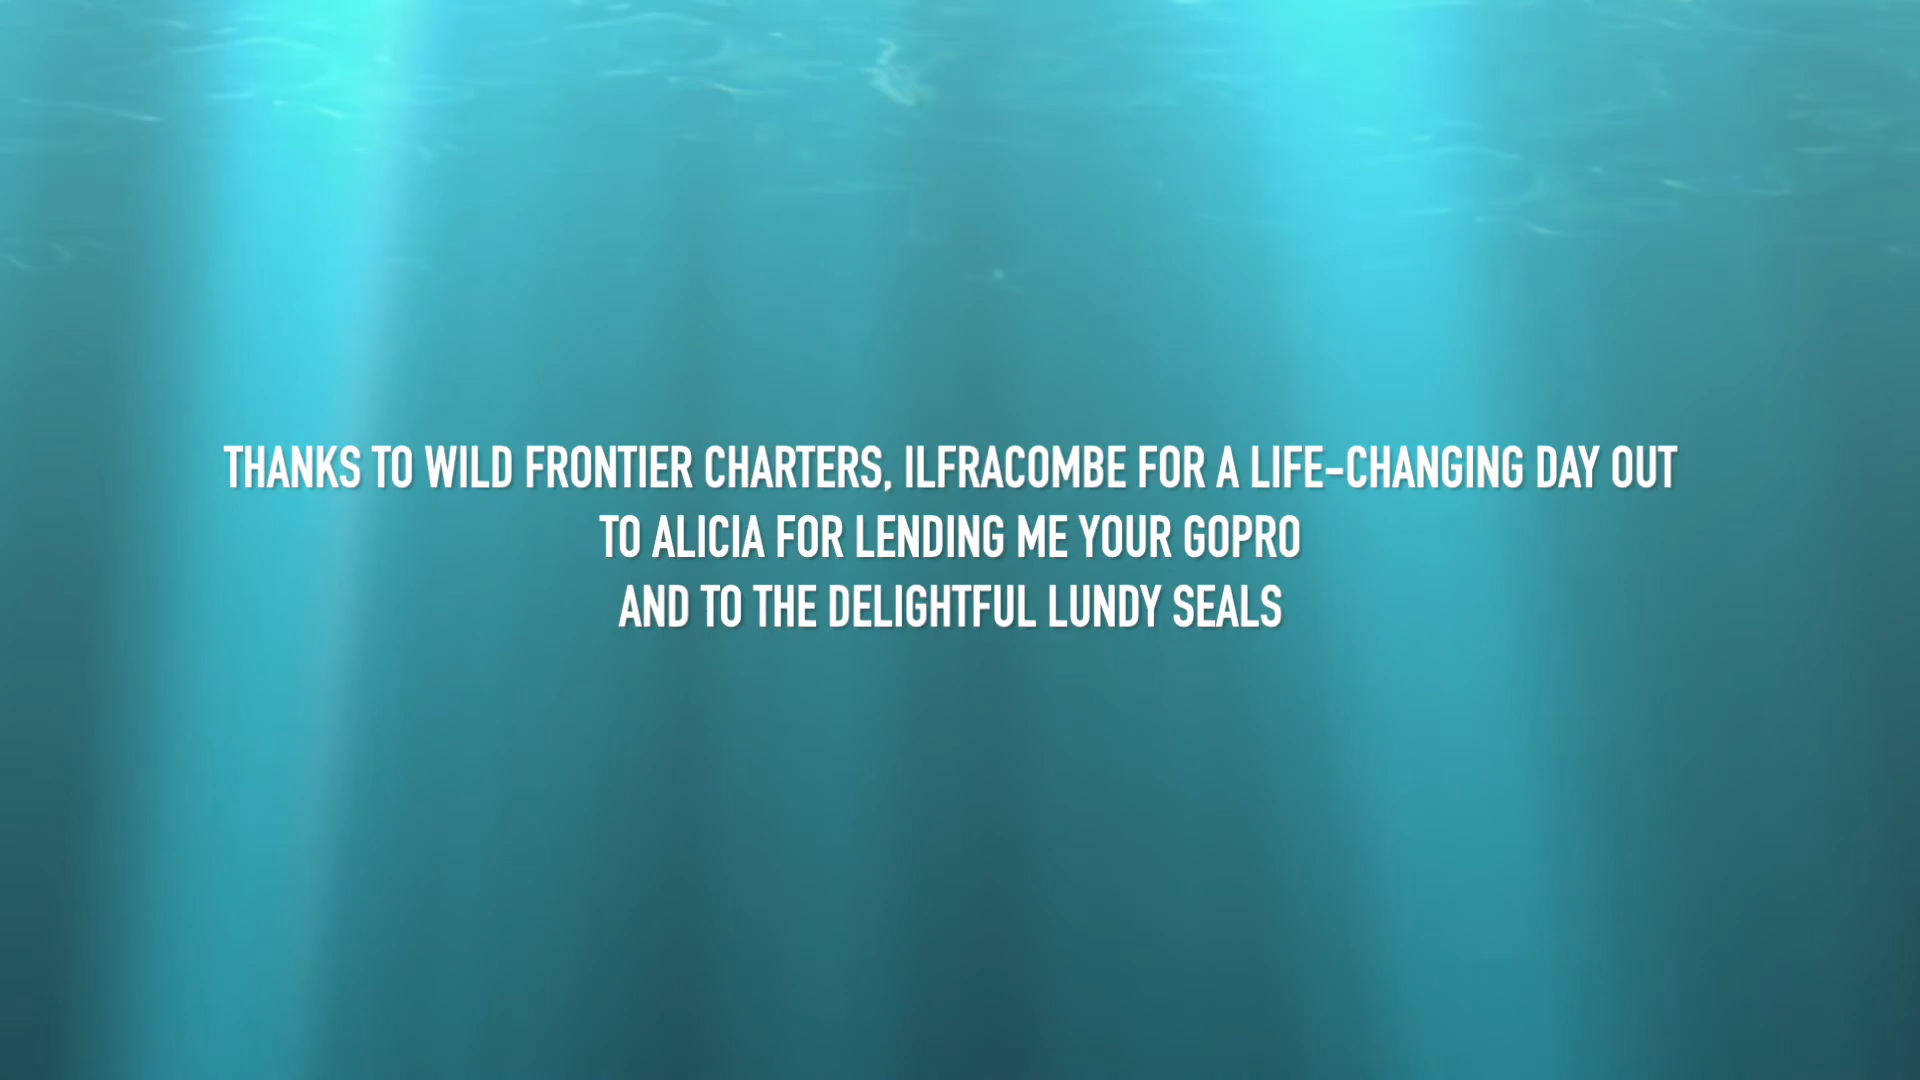 THANKS TO WILD FRONTIER CHARTERS, ILFRACOMBE FOR A LIFE-CHANGING DAY OUT
TO ALICIA FOR LENDING ME YOUR GOPRO
AND TO THE DELIGHTFUL LUNDY SEALS